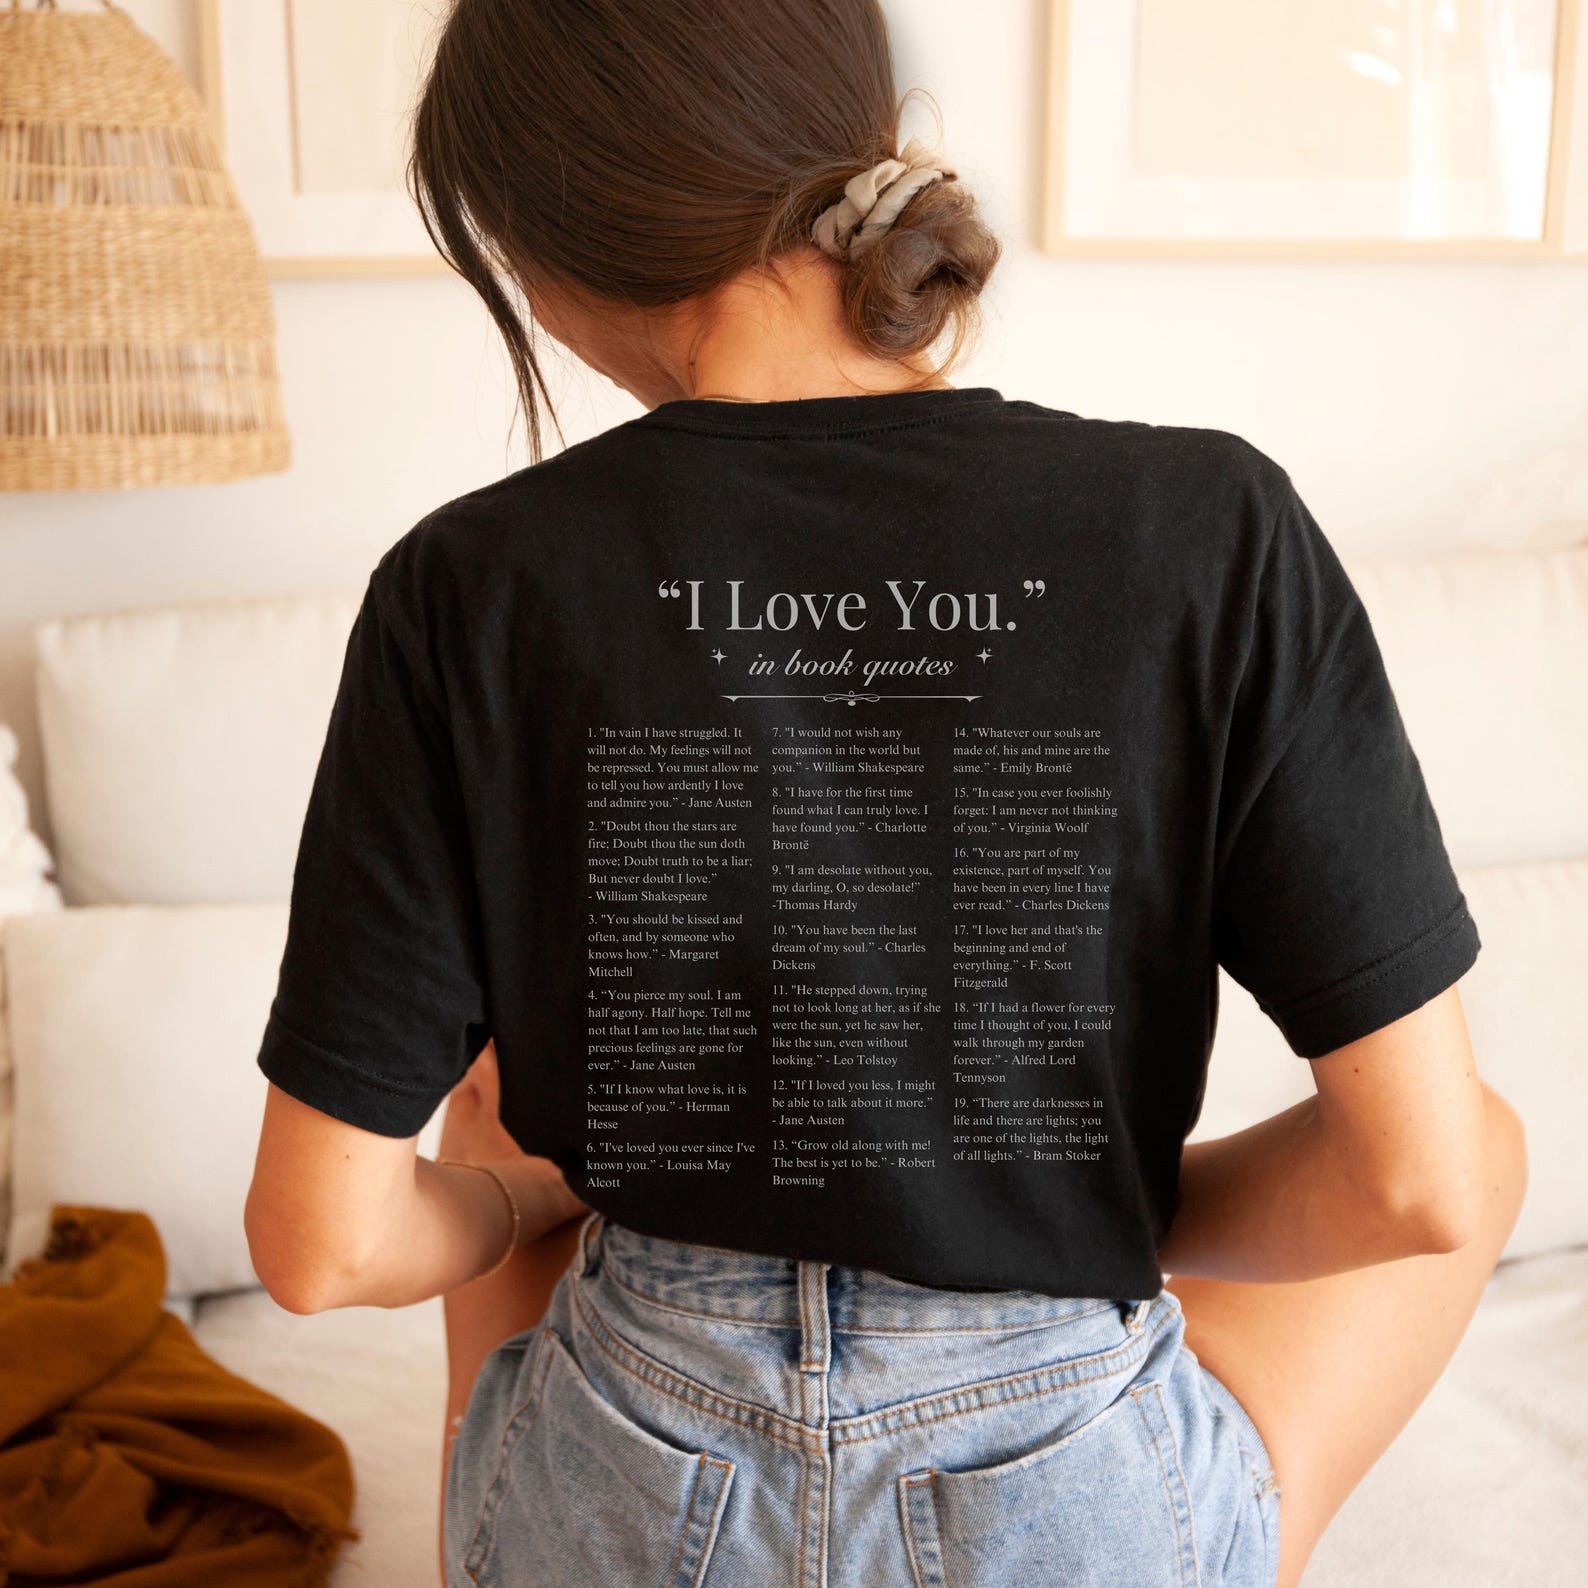 “I Love You.”
in book quotes
1. "In vain I have struggled. It
will not do. My feelings will not
be repressed. You must allow me
to tell you how ardently I love
and admire you.” - Jane Austen
2. "Doubt thou the stars are
fire; Doubt thou the sun doth
move; Doubt truth to be a liar;
But never doubt I love.”
- William Shakespeare
3. "You should be kissed and
often, and by someone who
knows how.” - Margaret
Mitchell
4. “You pierce my soul. I am
half agony. Half hope. Tell me
not that I am too late, that such
precious feelings are gone for
ever.” - Jane Austen
5. "If I know what love is, it is
because of you.” - Herman
Hesse
6. "I've loved you ever since I've
known you.” - Louisa May
Alcott
7. "I would not wish any
companion in the world but
you.” - William Shakespeare
8. "I have for the first time
found what I can truly love. I
have found you.” - Charlotte
Brontë
9. "I am desolate without you,
my darling, O, so desolate!”
-Thomas Hardy
10. "You have been the last
dream of my soul.” - Charles
Dickens
11. "He stepped down, trying
not to look long at her, as if she
were the sun, yet he saw her,
like the sun, even without
looking.” - Leo Tolstoy
12. "If I loved you less, I might
be able to talk about it more.”
- Jane Austen
13. “Grow old along with me!
The best is yet to be.” - Robert
Browning
14. "Whatever our souls are
made of, his and mine are the
same.” - Emily Brontë
15. "In case you ever foolishly
forget: I am never not thinking
of you.” - Virginia Woolf
16. "You are part of my
existence, part of myself. You
have been in every line I have
ever read.” - Charles Dickens
17. "I love her and that's the
beginning and end of
everything.” - F. Scott
Fitzgerald
18. “If I had a flower for every
time I thought of you, I could
walk through my garden
forever.” - Alfred Lord
Tennyson
19. “There are darknesses in
life and there are lights; you
are one of the lights, the light
of all lights.” - Bram Stoker